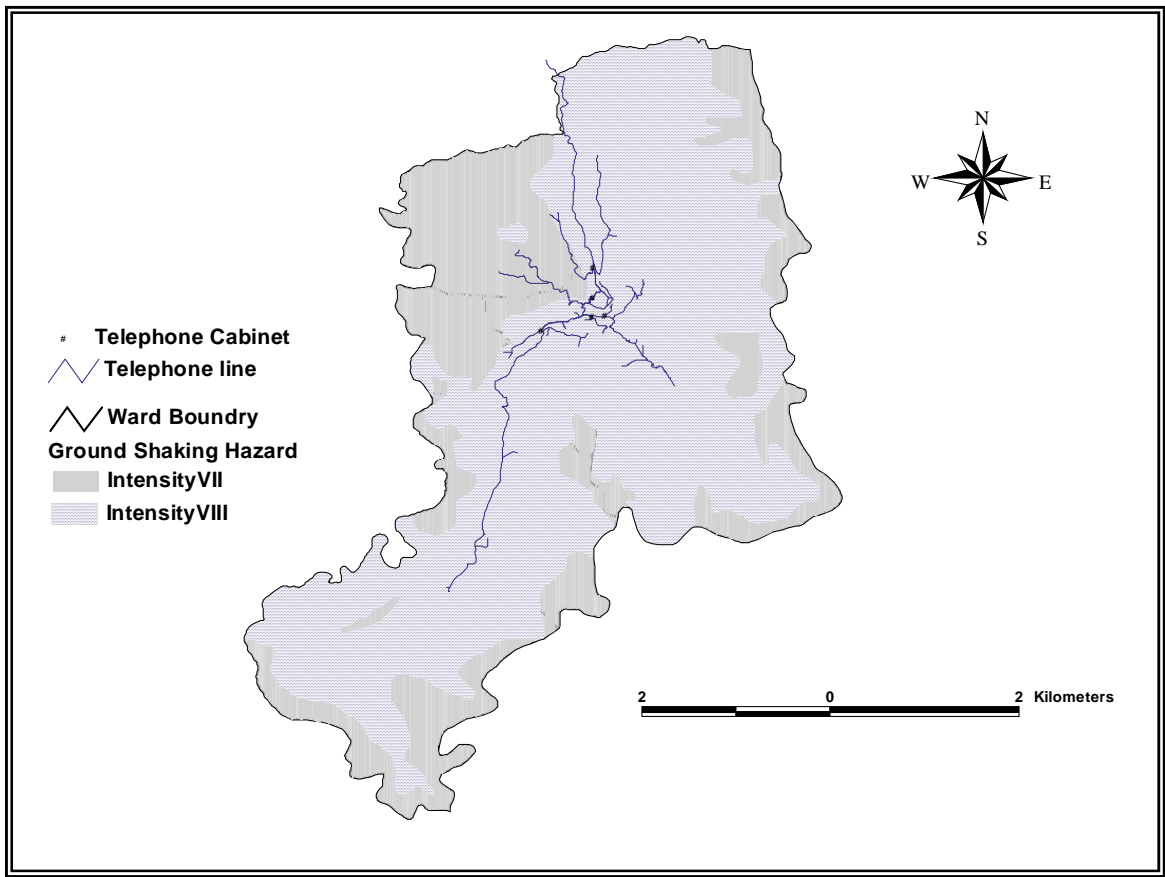 N
W E
S
# Telephone Cabinet
Telephone line
Ward Boundry
Ground Shaking Hazard
IntensityVII
IntensityVIII
2 0 2 Kilometers